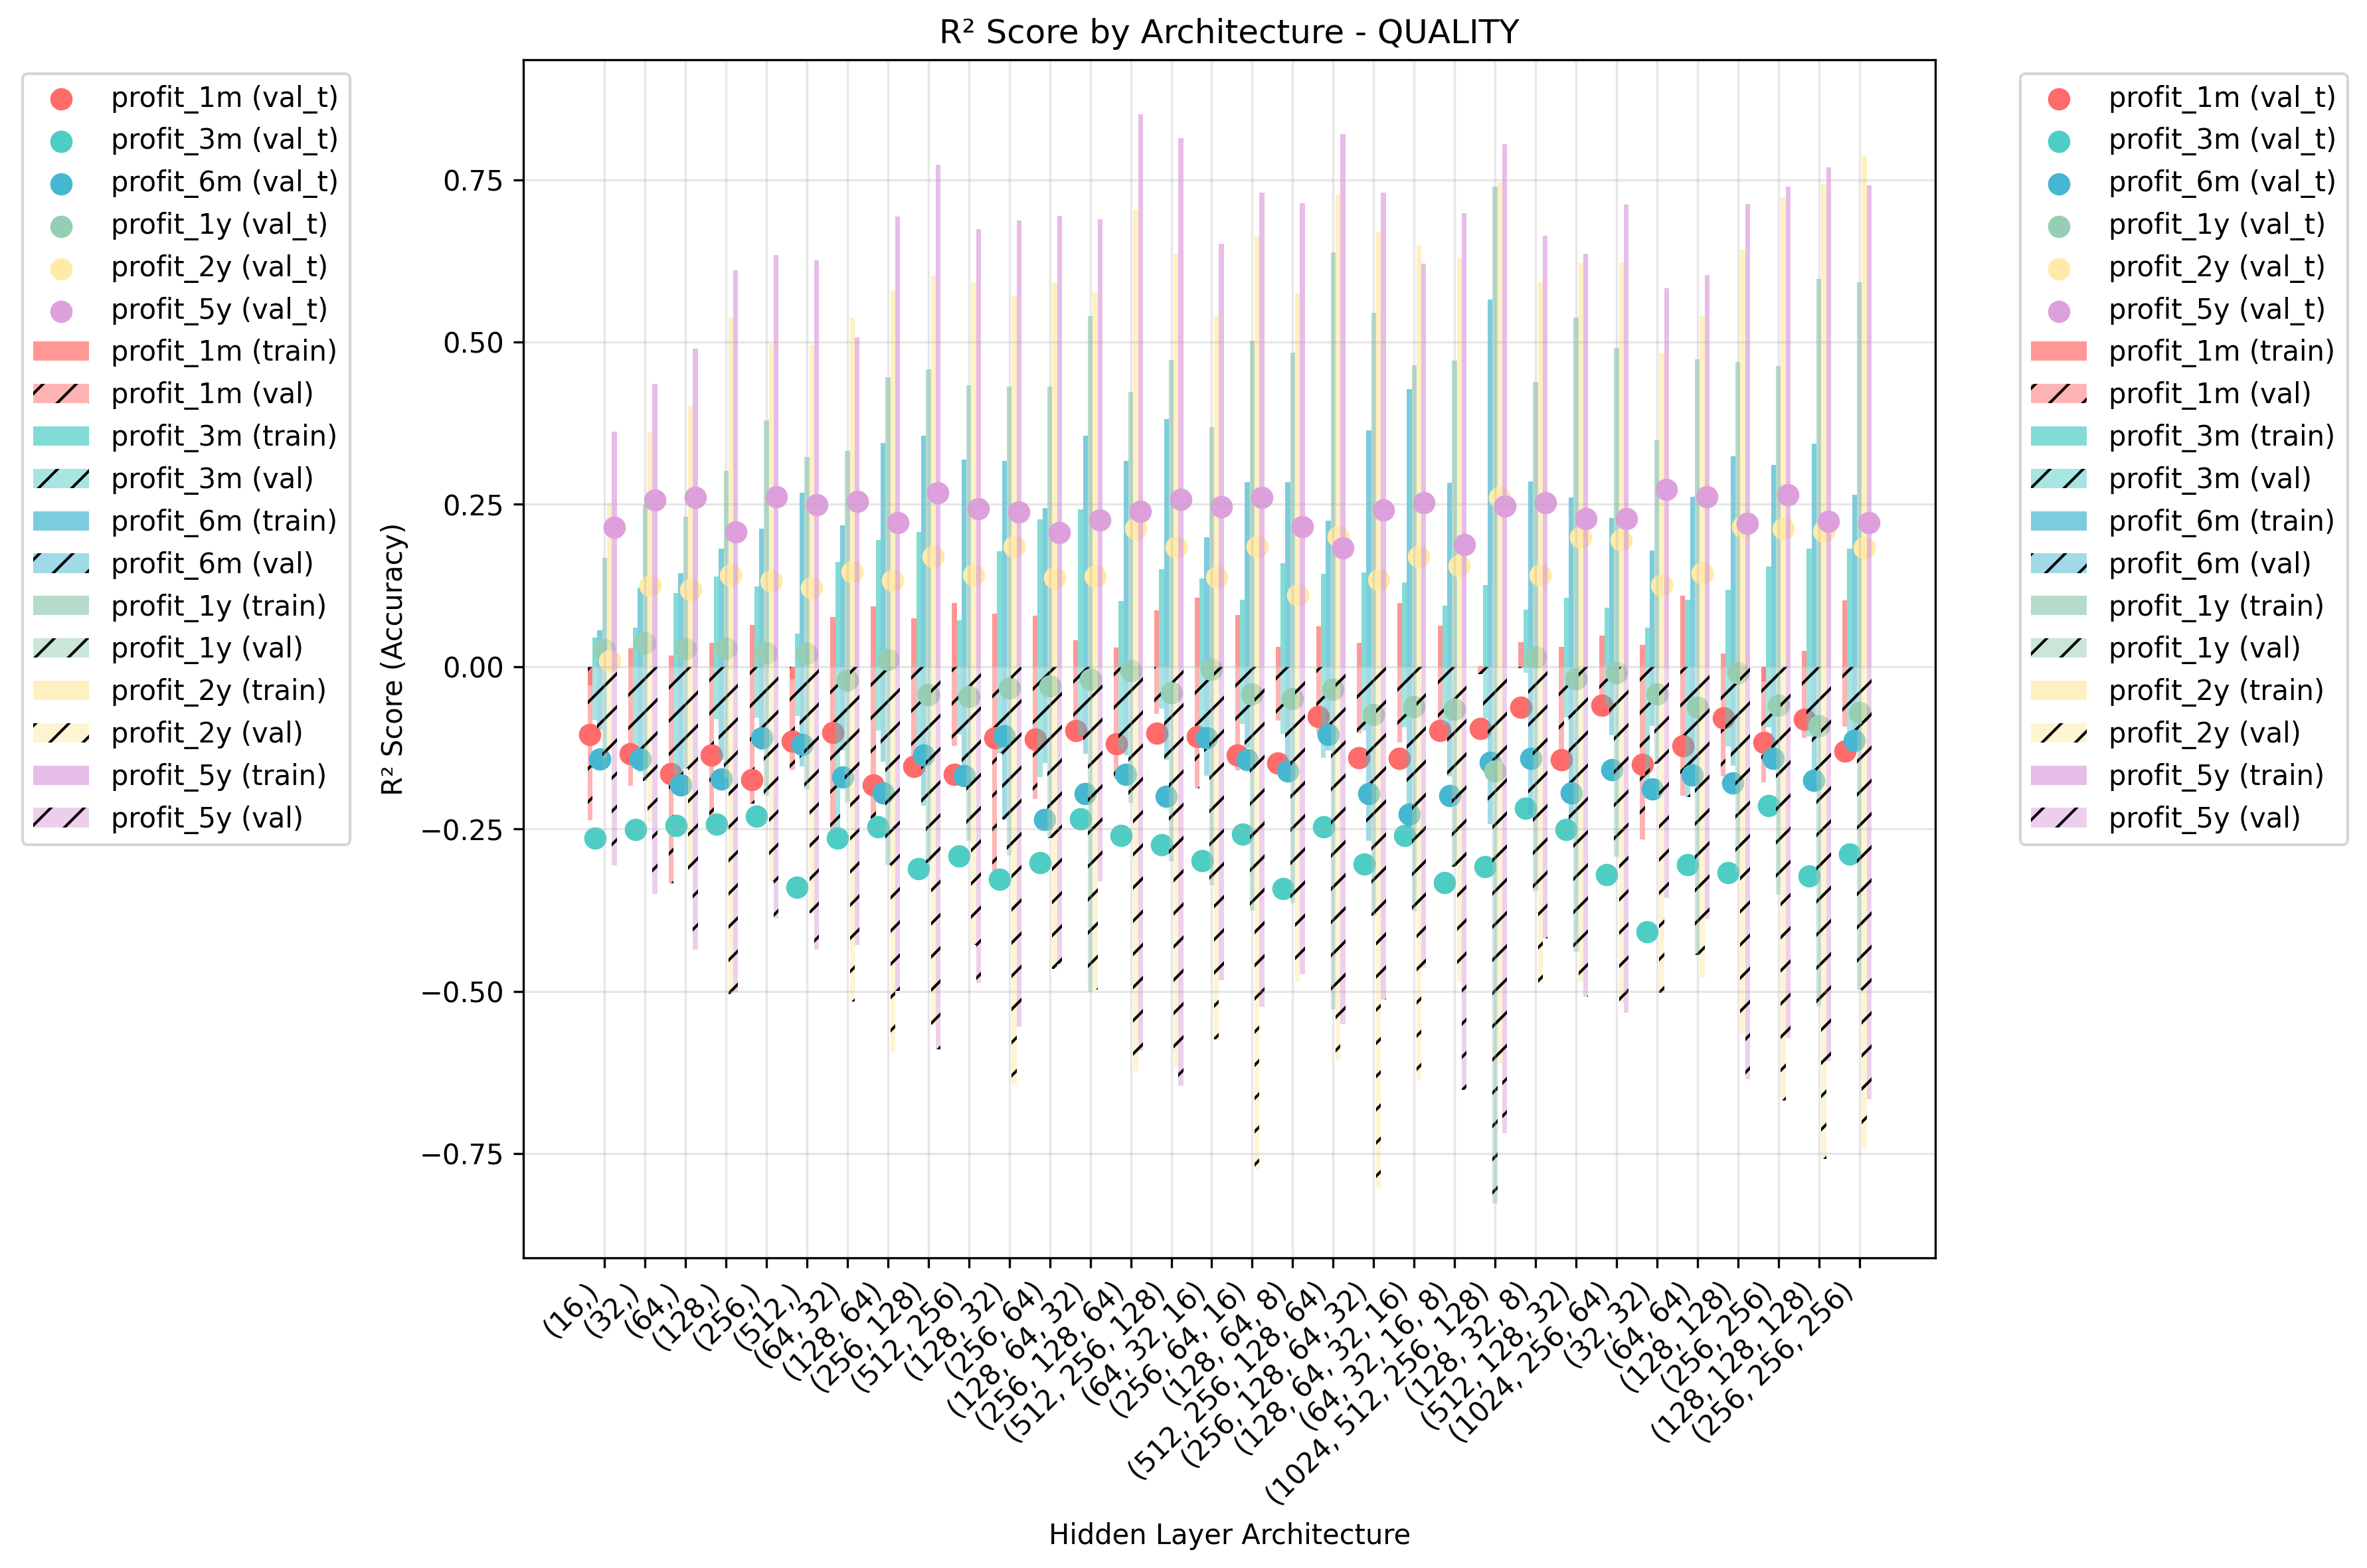 R² Score by Architecture - QUALITY
profit_1m (val_t)
profit_3m (val_t)
profit_6m (val_t)
profit_1y (val_t)
profit_2y (val_t)
profit_5y (val_t)
profit_1m (train)
profit_1m (val)
profit_3m (train)
profit_3m (val)
profit_6m (train)
profit_6m (val)
profit_1y (train)
profit_1y (val)
profit_2y (train)
profit_2y (val)
profit_5y (train)
profit_5y (val)
R² Score (Accuracy)
0.75
0.50
0.25
0.00
−0.25
−0.50
−0.75
(16,)
(32,)
(64,)
(128,)
(256,)
(512,)
(64, 32)
(128, 64)
(256, 128)
(512, 256)
(128, 32)
(256, 64)
(128, 64, 32)
(256, 128, 64)
(512, 256, 128)
(64, 32, 16)
(256, 64, 16)
(128, 64, 8)
(512, 256, 128, 64)
(256, 128, 64, 32)
(128, 64, 32, 16)
(64, 32, 16, 8)
(1024, 512, 256, 128)
(128, 32, 8)
(512, 128, 32)
(1024, 256, 64)
(32, 32)
(64, 64)
(128, 128)
(256, 256)
(128, 128, 128)
(256, 256, 256)
Hidden Layer Architecture
profit_1m (val_t)
profit_3m (val_t)
profit_6m (val_t)
profit_1y (val_t)
profit_2y (val_t)
profit_5y (val_t)
profit_1m (train)
profit_1m (val)
profit_3m (train)
profit_3m (val)
profit_6m (train)
profit_6m (val)
profit_1y (train)
profit_1y (val)
profit_2y (train)
profit_2y (val)
profit_5y (train)
profit_5y (val)